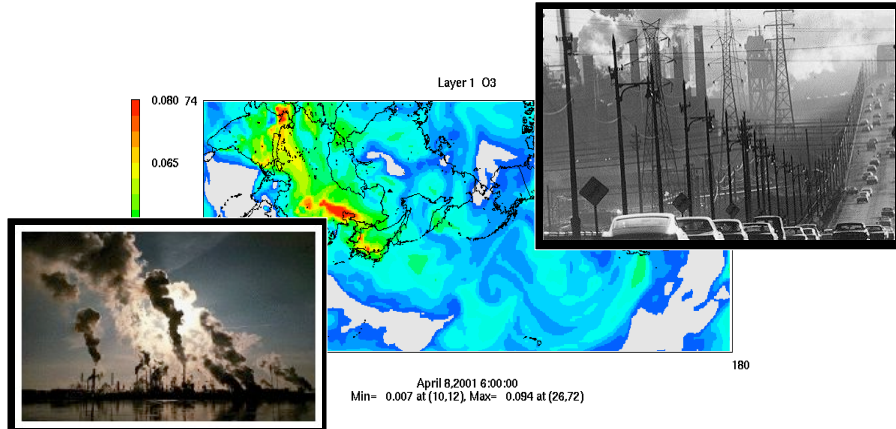 Layer 1 O3
0.080 74
0.065
180
April 8,2001 6:00:00
Min= 0.007 at (10,12), Max= 0.094 at (26,72)